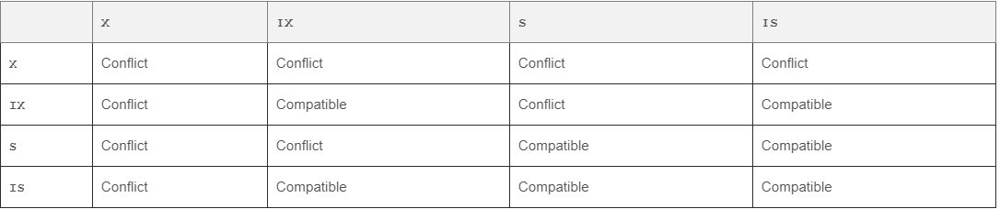 X IX S IS
X Conflict Conflict Conflict Conflict
IX Conflict Compatible Conflict Compatible
S Conflict Conflict Compatible Compatible
IS Conflict Compatible Compatible Compatible